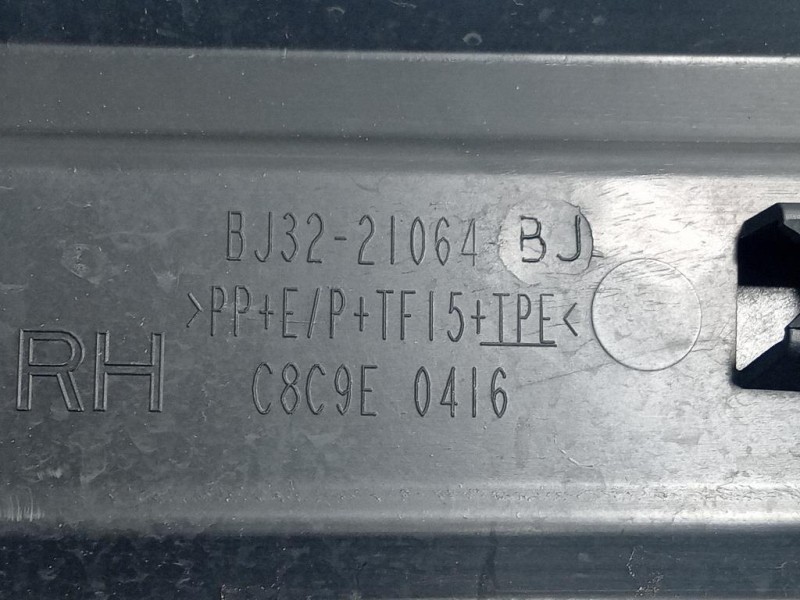 BJ32-21064 BJ
>PP+E/P+TF15+TPE<
RH
C8C9E 0416